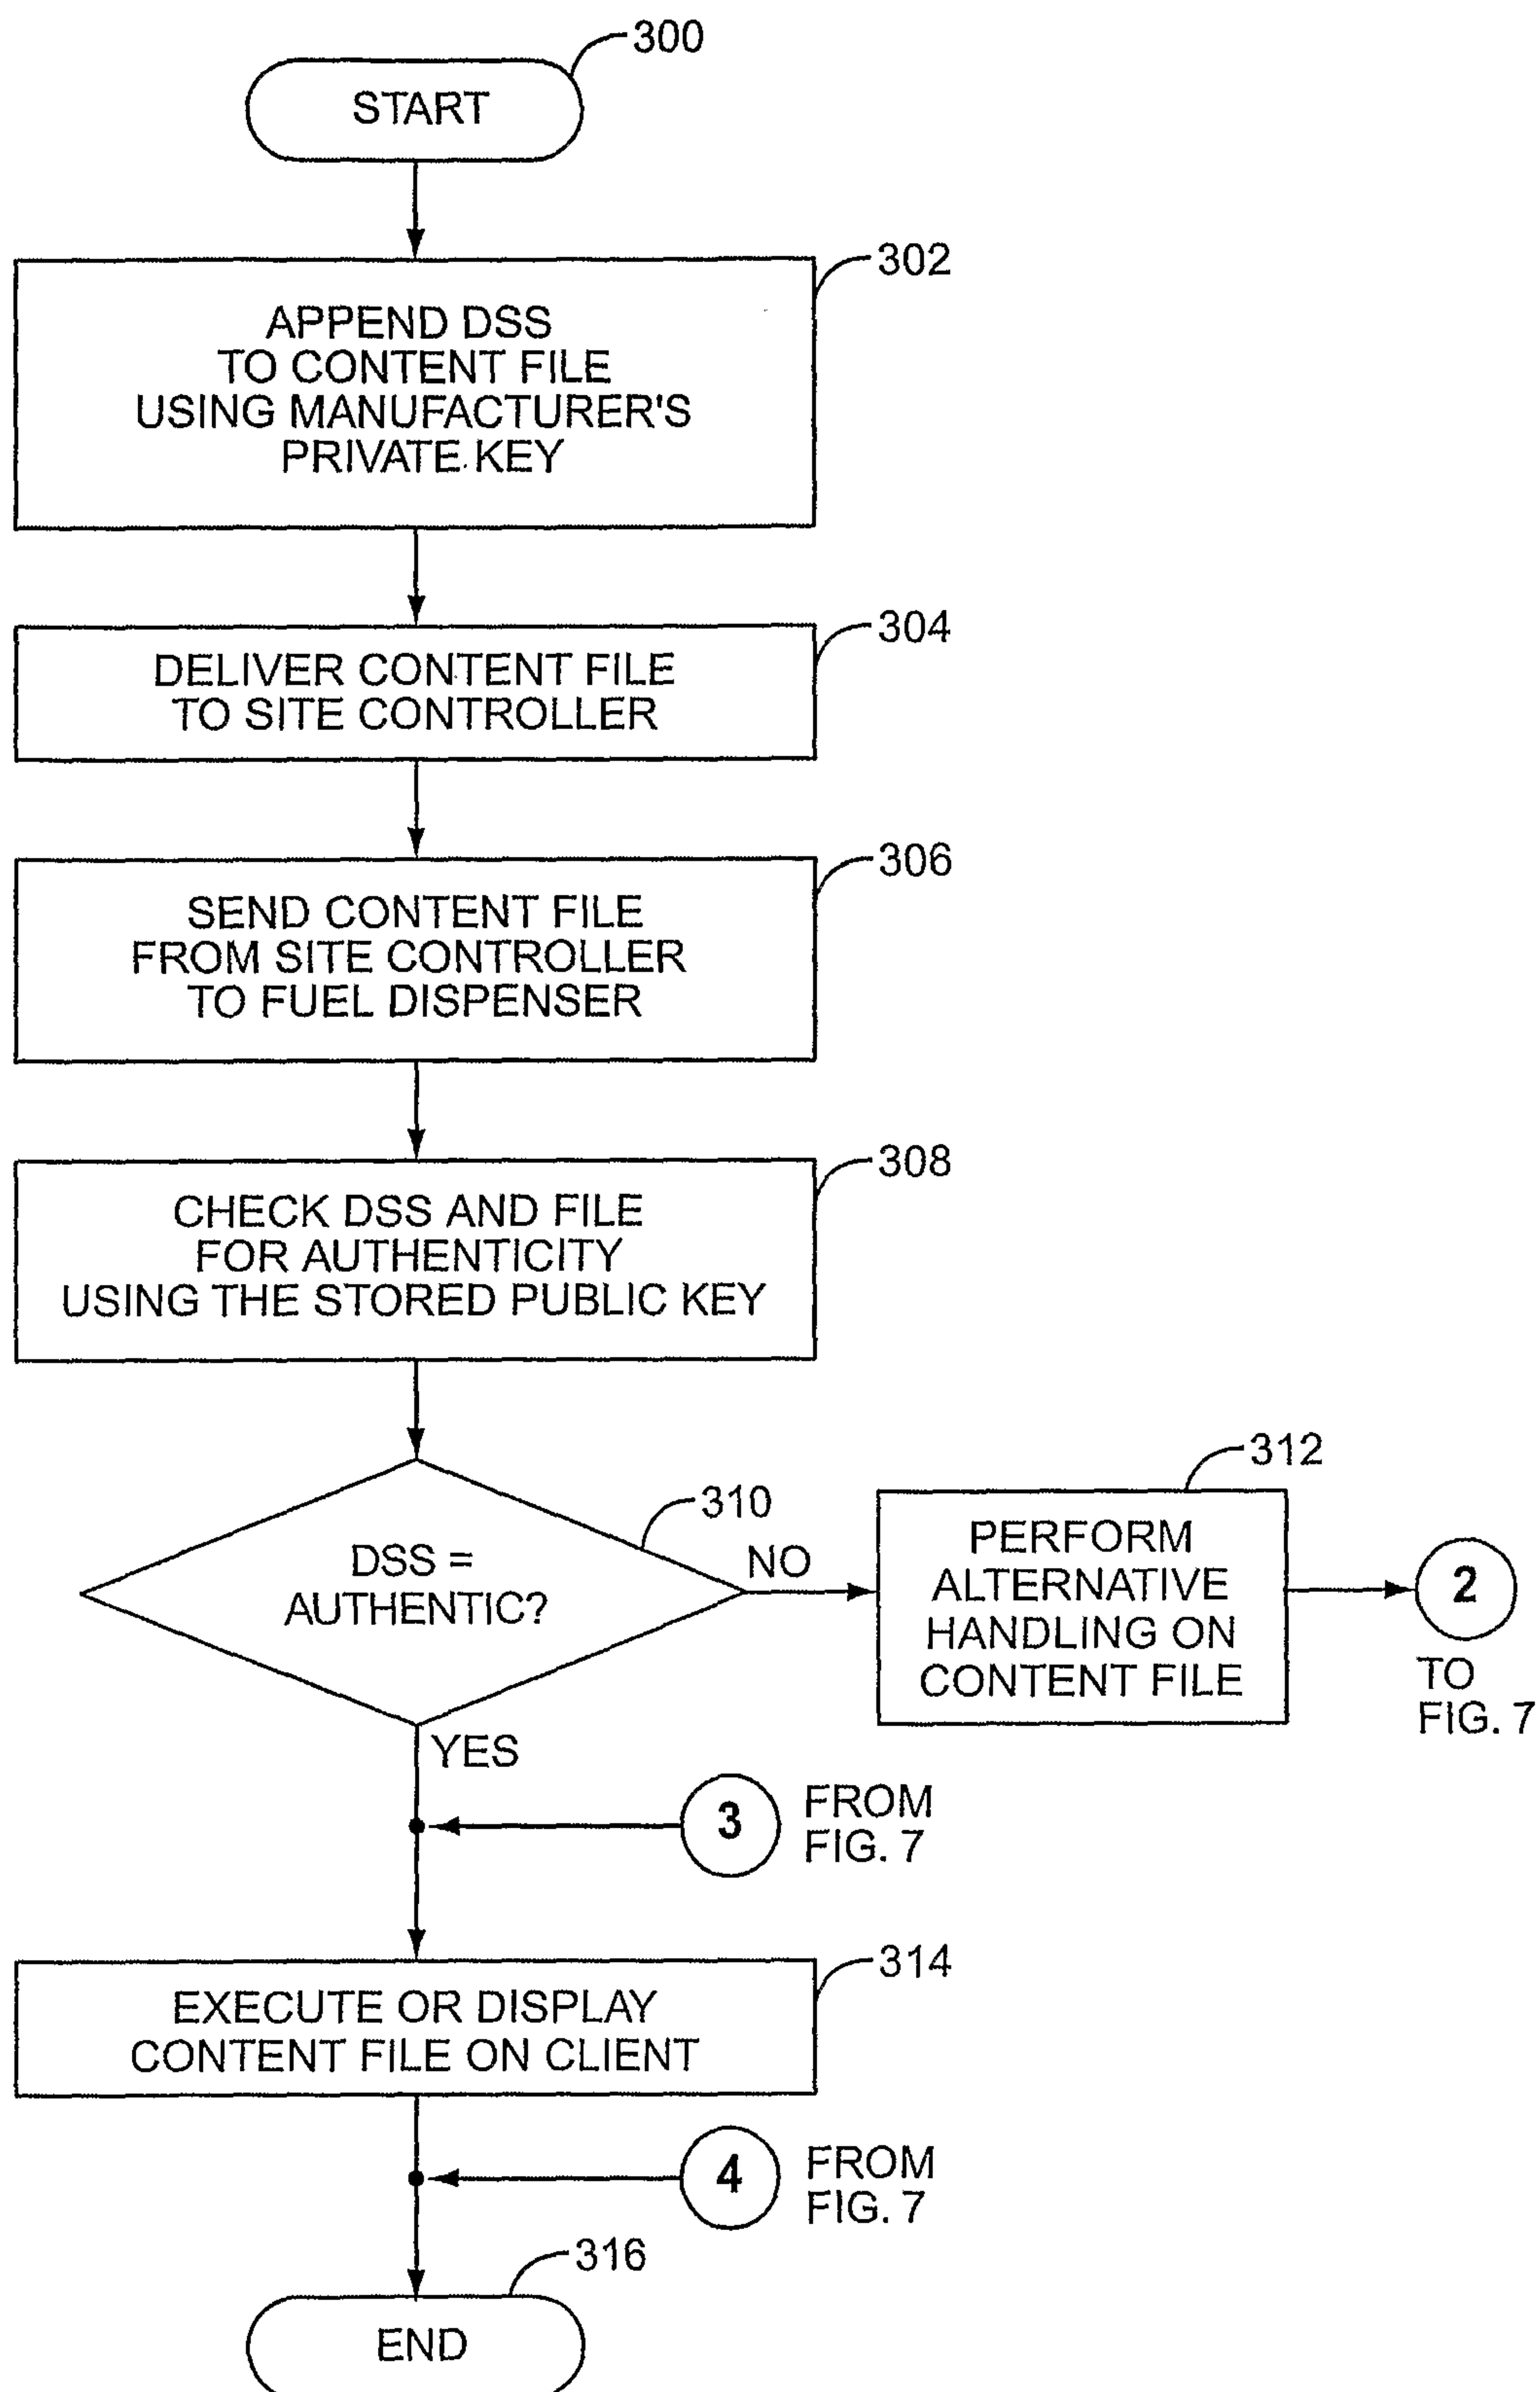 300
START
302
APPEND DSS
TO CONTENT FILE
USING MANUFACTURER'S
PRIVATE KEY
304
DELIVER CONTENT FILE
TO SITE CONTROLLER
306
SEND CONTENT FILE
FROM SITE CONTROLLER
TO FUEL DISPENSER
308
CHECK DSS AND FILE
FOR AUTHENTICITY
USING THE STORED PUBLIC KEY
310
DSS =
AUTHENTIC?
NO
312
PERFORM
ALTERNATIVE
HANDLING ON
CONTENT FILE
2
TO
FIG. 7
YES
3
FROM
FIG. 7
314
EXECUTE OR DISPLAY
CONTENT FILE ON CLIENT
4
FROM
FIG. 7
316
END